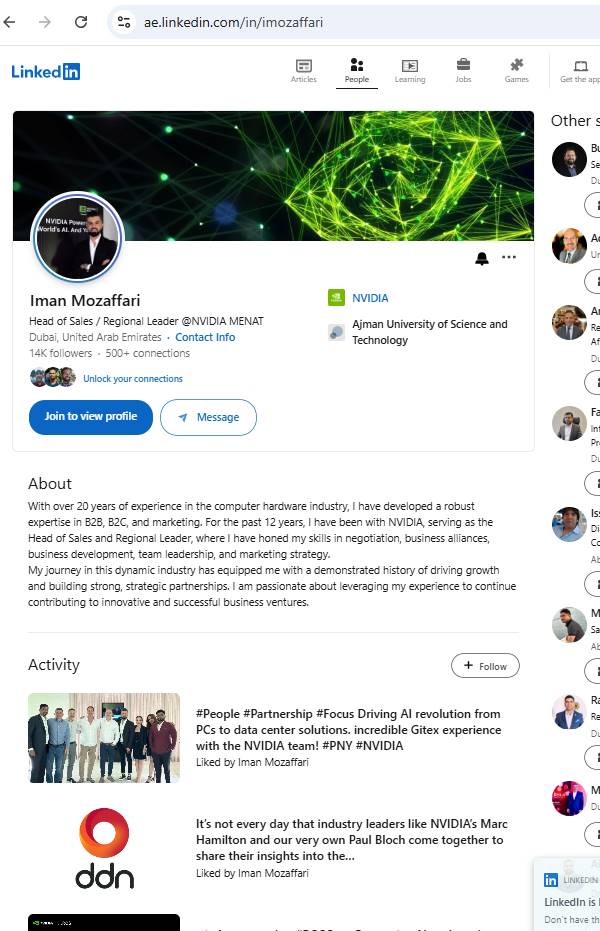 ae.linkedin.com/in/imozaffari
Linked in
Articles
People
Learning
Jobs
Games
Get the app
Other s
NVIDIA
World's AI. And Yo
Iman Mozaffari
Head of Sales / Regional Leader @NVIDIA MENAT
Dubai, United Arab Emirates · Contact Info
14K followers · 500+ connections
Unlock your connections
Join to view profile
Message
NVIDIA
Ajman University of Science and
Technology
About
With over 20 years of experience in the computer hardware industry, I have developed a robust
expertise in B2B, B2C, and marketing. For the past 12 years, I have been with NVIDIA, serving as the
Head of Sales and Regional Leader, where I have honed my skills in negotiation, business alliances,
business development, team leadership, and marketing strategy.
My journey in this dynamic industry has equipped me with a demonstrated history of driving growth
and building strong, strategic partnerships. I am passionate about leveraging my experience to continue
contributing to innovative and successful business ventures.
Activity
+ Follow
#People #Partnership #Focus Driving AI revolution from
PCs to data center solutions. incredible Gitex experience
with the NVIDIA team! #PNY #NVIDIA
Liked by Iman Mozaffari
ddn
It's not every day that industry leaders like NVIDIA's Marc
Hamilton and our very own Paul Bloch come together to
share their insights into the...
Liked by Iman Mozaffari
in LINKEDIN
LinkedIn is
Don't have th